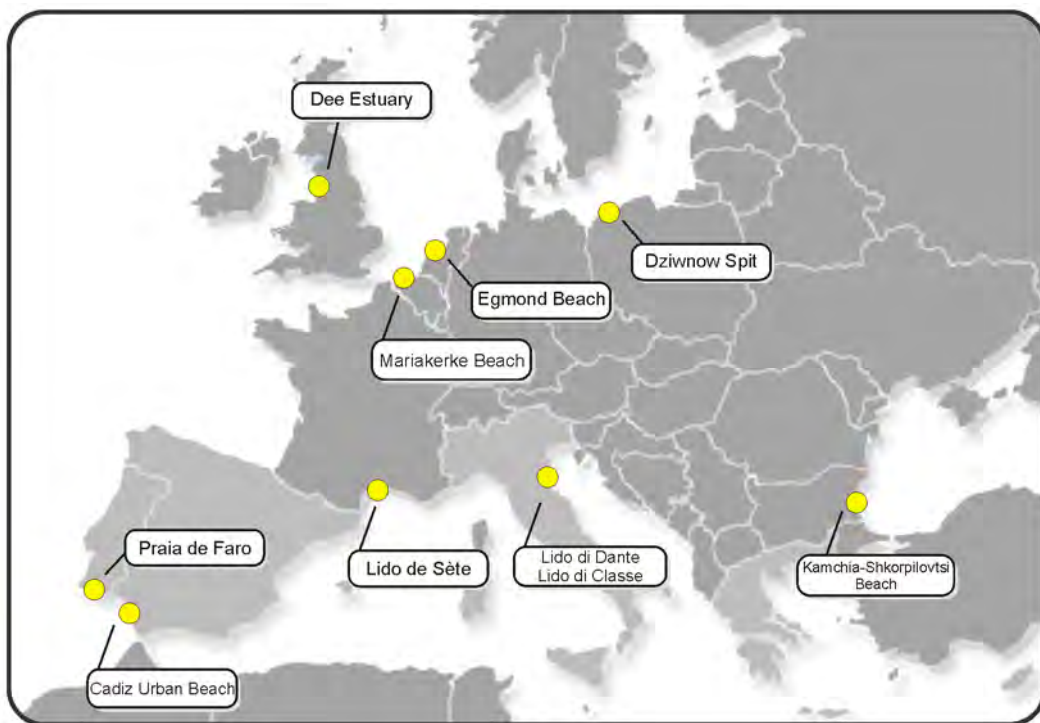 Dee Estuary
Dziwnow Spit
Egmond Beach
Mariakerke Beach
Praia de Faro
Lido de Sète
Lido di Dante
Lido di Classe
Kamchia-Shkorpilovtsi
Beach
Cadiz Urban Beach